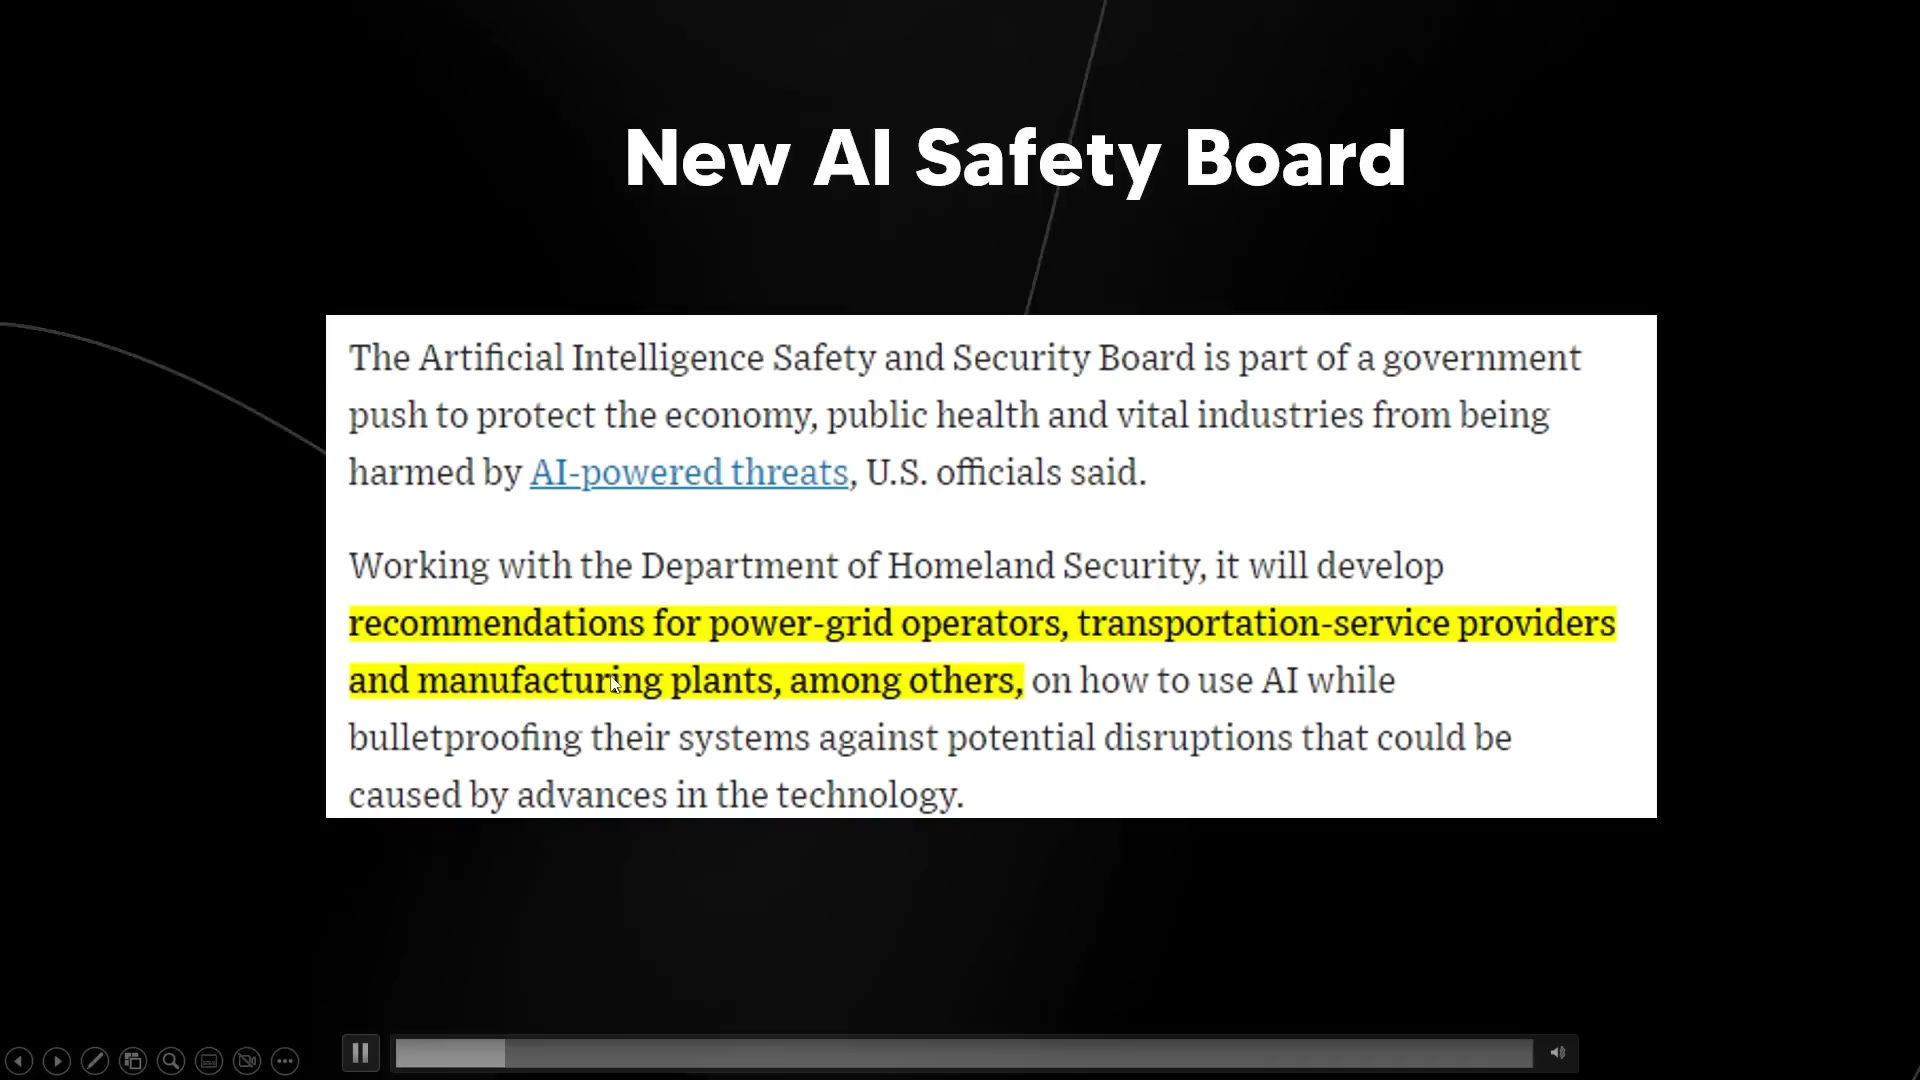 New AI Safety Board
The Artificial Intelligence Safety and Security Board is part of a government
push to protect the economy, public health and vital industries from being
harmed by AI-powered threats, U.S. officials said.
Working with the Department of Homeland Security, it will develop
recommendations for power-grid operators, transportation-service providers
and manufacturing plants, among others, on how to use AI while
bulletproofing their systems against potential disruptions that could be
caused by advances in the technology.